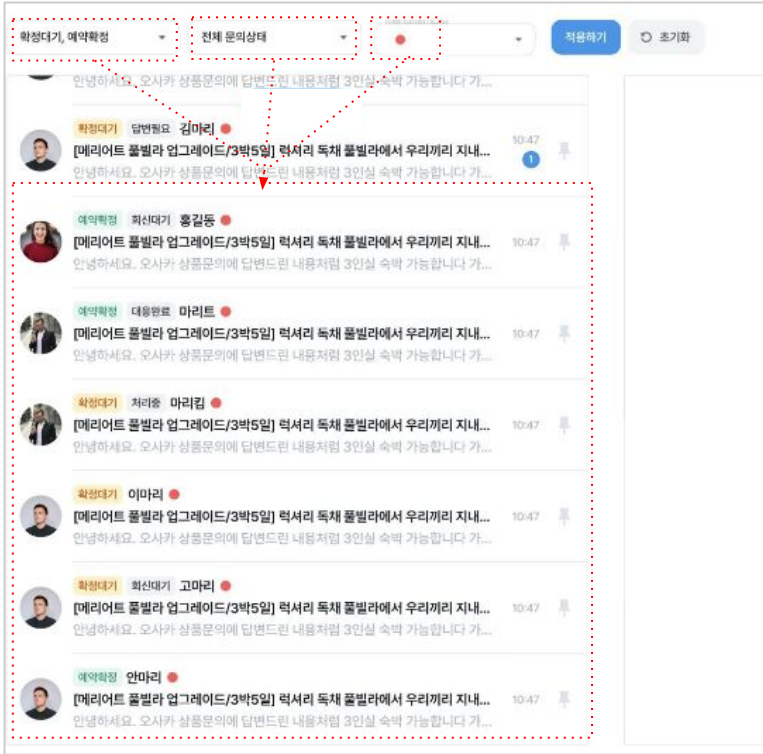 확정대기, 예약확정
전체 문의상태
적용하기
초기화
안녕하세요. 오사카 상품문의에 답변드린 내용처럼 3인실 숙박 가능합니다 가...
확정대기 답변필요 김마리
[메리어트 풀빌라 업그레이드/3박5일] 럭셔리 독채 풀빌라에서 우리끼리 지내...
안녕하세요. 오사카 상품문의에 답변드린 내용처럼 3인실 숙박 가능합니다 가...
10:47
1
예약확정 회신대기 홍길동
[메리어트 풀빌라 업그레이드/3박5일] 럭셔리 독채 풀빌라에서 우리끼리 지내...
안녕하세요. 오사카 상품문의에 답변드린 내용처럼 3인실 숙박 가능합니다 가...
10:47
예약확정 대응완료 마리트
[메리어트 풀빌라 업그레이드/3박5일] 럭셔리 독채 풀빌라에서 우리끼리 지내...
안녕하세요. 오사카 상품문의에 답변드린 내용처럼 3인실 숙박 가능합니다 가...
10:47
확정대기 처리중 마리킴
[메리어트 풀빌라 업그레이드/3박5일] 럭셔리 독채 풀빌라에서 우리끼리 지내...
안녕하세요. 오사카 상품문의에 답변드린 내용처럼 3인실 숙박 가능합니다 가...
10:47
확정대기 이마리
[메리어트 풀빌라 업그레이드/3박5일] 럭셔리 독채 풀빌라에서 우리끼리 지내...
안녕하세요. 오사카 상품문의에 답변드린 내용처럼 3인실 숙박 가능합니다 가...
10:47
확정대기 회신대기 고마리
[메리어트 풀빌라 업그레이드/3박5일] 럭셔리 독채 풀빌라에서 우리끼리 지내...
안녕하세요. 오사카 상품문의에 답변드린 내용처럼 3인실 숙박 가능합니다 가...
10:47
예약확정 안마리
[메리어트 풀빌라 업그레이드/3박5일] 럭셔리 독채 풀빌라에서 우리끼리 지내...
안녕하세요. 오사카 상품문의에 답변드린 내용처럼 3인실 숙박 가능합니다 가...
10:47